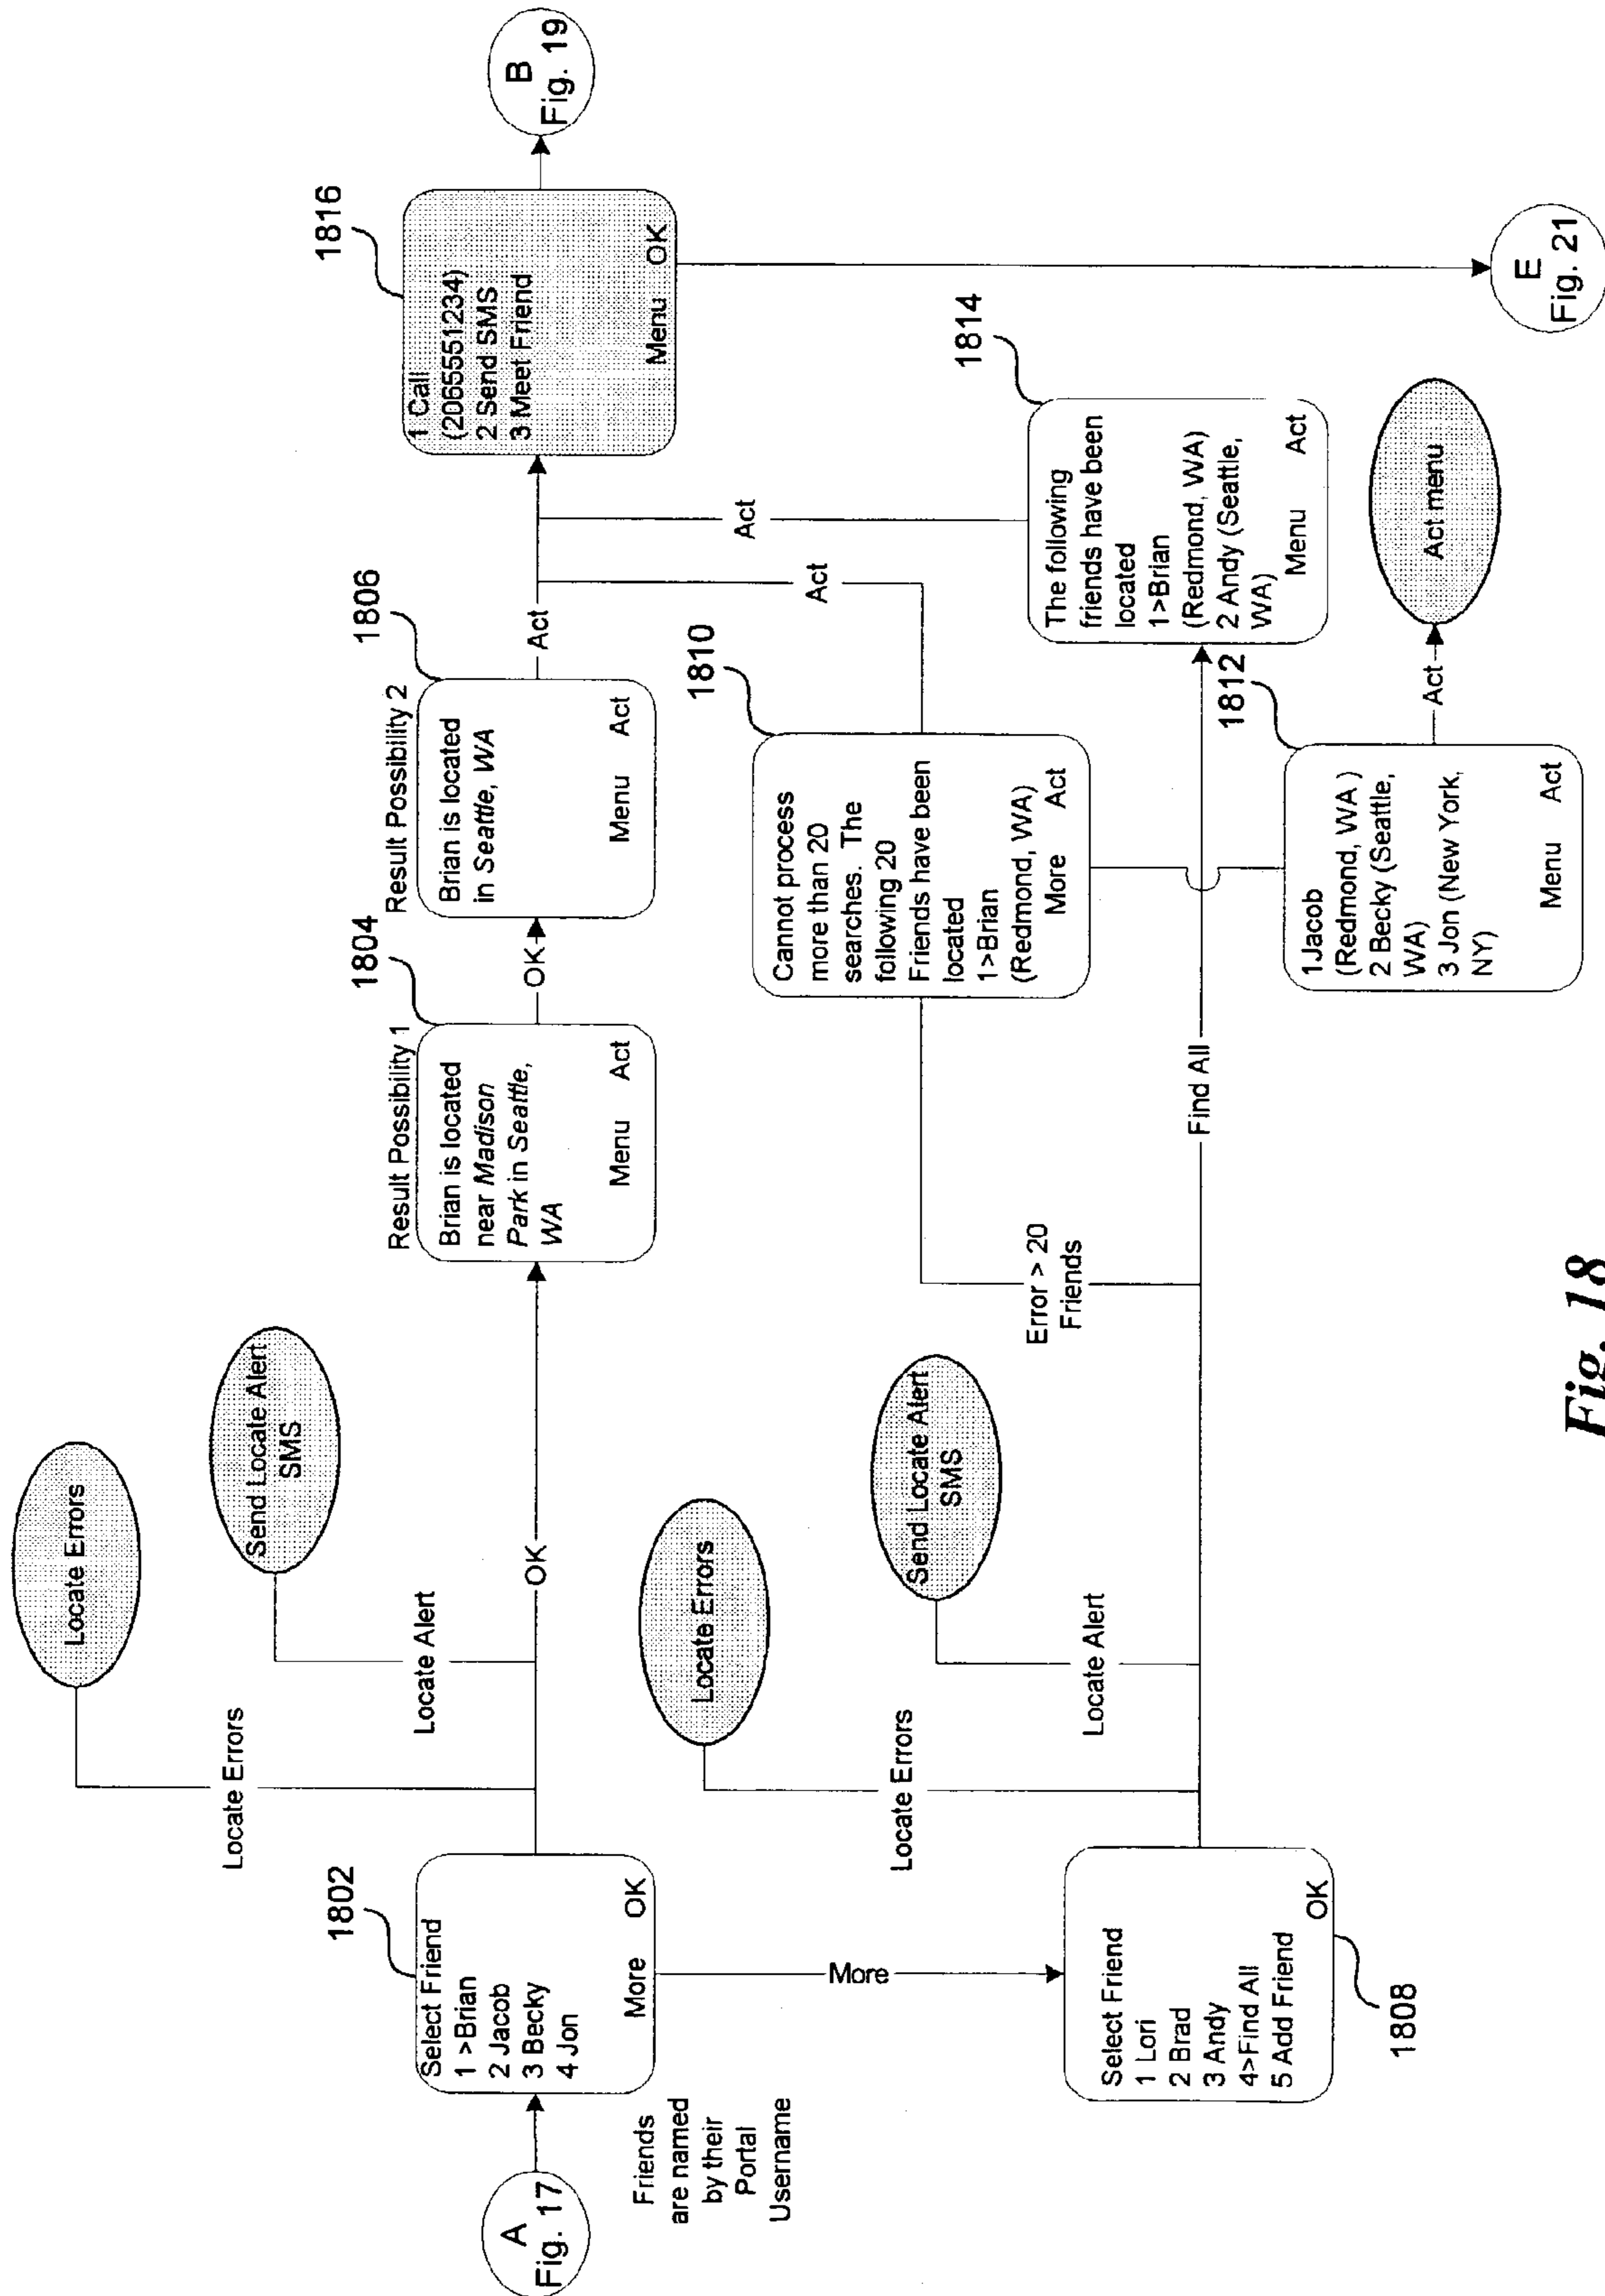 A
Fig. 17
Friends
are named
by their
Portal
Username
1802
Select Friend
1 >Brian
2 Jacob
3 Becky
4 Jon
More OK
Locate Errors
Locate Errors
Locate Alert
Send Locate Alert
SMS
OK
Result Possibility 1
1804
Brian is located
near Madison
Park in Seattle,
WA
Menu Act
OK
Result Possibility 2
1806
Brian is located
in Seattle, WA
Menu Act
Act
1816
1 Call
(2065551234)
2 Send SMS
3 Meet Friend
Menu OK
B
Fig. 19
More
1808
Select Friend
1 Lori
2 Brad
3 Andy
4>Find All
5 Add Friend
OK
Locate Errors
Locate Errors
Locate Alert
Send Locate Alert
SMS
Error > 20
Friends
Find All
1810
Cannot process
more than 20
searches. The
following 20
Friends have been
located
1>Brian
(Redmond, WA)
More Act
Act
1812
1Jacob
(Redmond, WA )
2 Becky (Seattle,
WA)
3 Jon (New York,
NY)
Menu Act
Act
Act menu
1814
The following
friends have been
located
1>Brian
(Redmond, WA)
2 Andy (Seattle,
WA)
Menu Act
Act
E
Fig. 21
Fig. 18